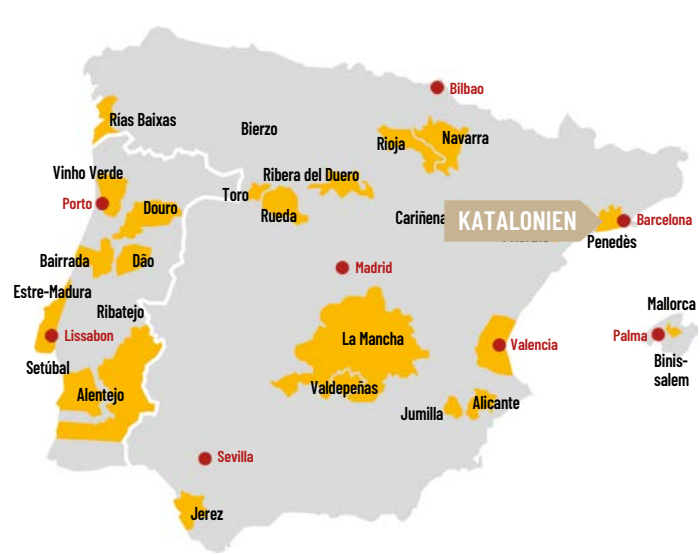 Bilbao
Rías Baixas
Bierzo
Rioja
Navarra
Vinho Verde
Ribera del Duero
Toro
Porto
Douro
Rueda
Cariñena
KATALONIEN
Barcelona
Penedès
Bairrada
Dão
Madrid
Estre-Madura
Ribatejo
Mallorca
Lissabon
La Mancha
Valencia
Palma
Binis-
salem
Setúbal
Alentejo
Valdepeñas
Jumilla
Alicante
Sevilla
Jerez